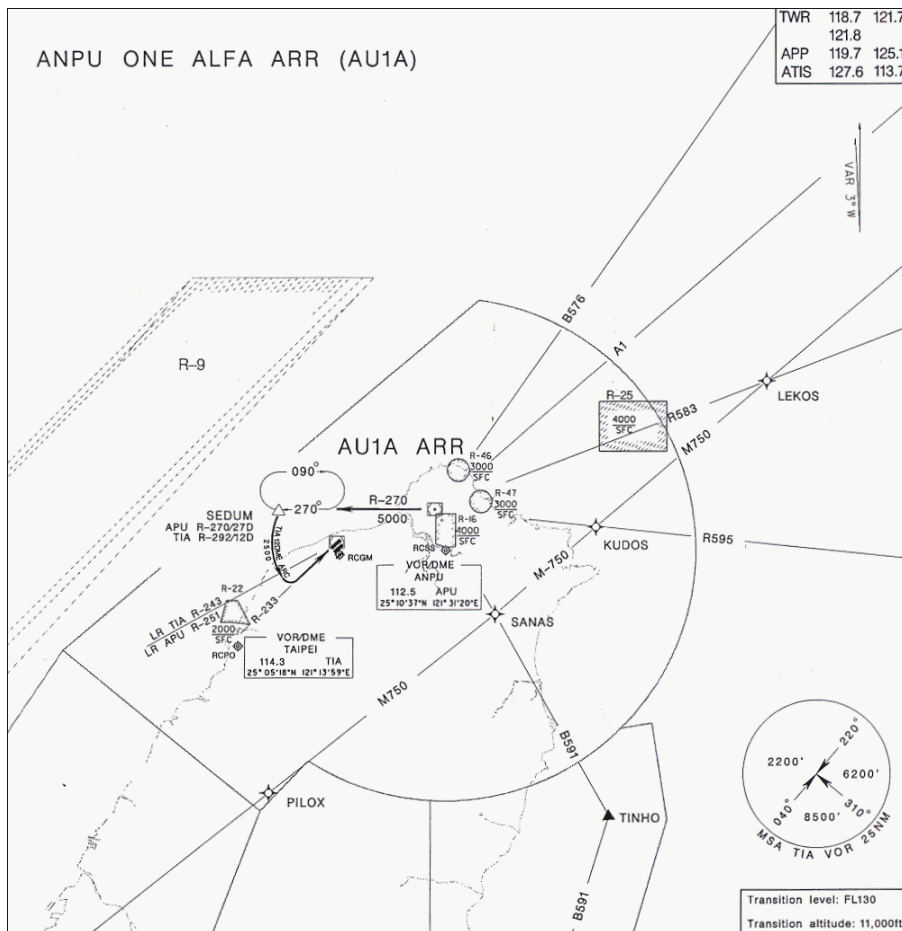 ANPU ONE ALFA ARR (AU1A)
TWR 118.7 121.7
121.8
APP 119.7 125.1
ATIS 127.6 113.7
VAR 3° W
B576
A1
R-9
R-25
4000
SFC
R583
LEKOS
M750
AU1A ARR
R-46
3000
SFC
090°
R-270
270°
5000
R-47
3000
SFC
SEDUM
APU R-270/27D
TIA R-292/12D
R-16
4000
SFC
TIA 12DME ARC
2500
RCGM
RCSS
VOR/DME
ANPU
112.5 APU
25°10'37"N 121°31'20"E
KUDOS
R595
M-750
R-22
LR TIA R-243
LR APU R-251
R-233
2000
SFC
RCPO
SANAS
VOR/DME
TAIPEI
114.3 TIA
25°05'18"N 121°13'59"E
M750
B591
PILOX
TINHO
B591
220°
2200'
6200'
040°
310°
8500'
MSA TIA VOR 25NM
Transition level: FL130
Transition altitude: 11,000ft